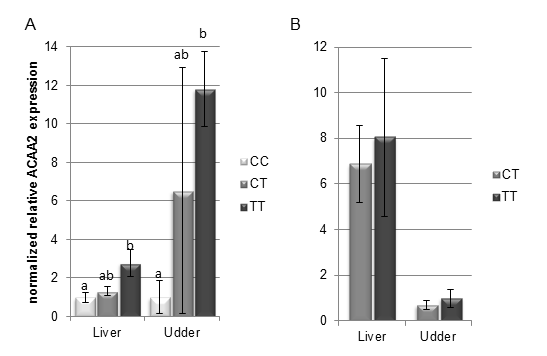 A
normalized relative ACAA2 expression
14
12
10
8
6
4
2
0
a
ab
b
a
ab
b
Liver
Udder
CC
CT
TT
B
12
10
8
6
4
2
0
Liver
Udder
CT
TT